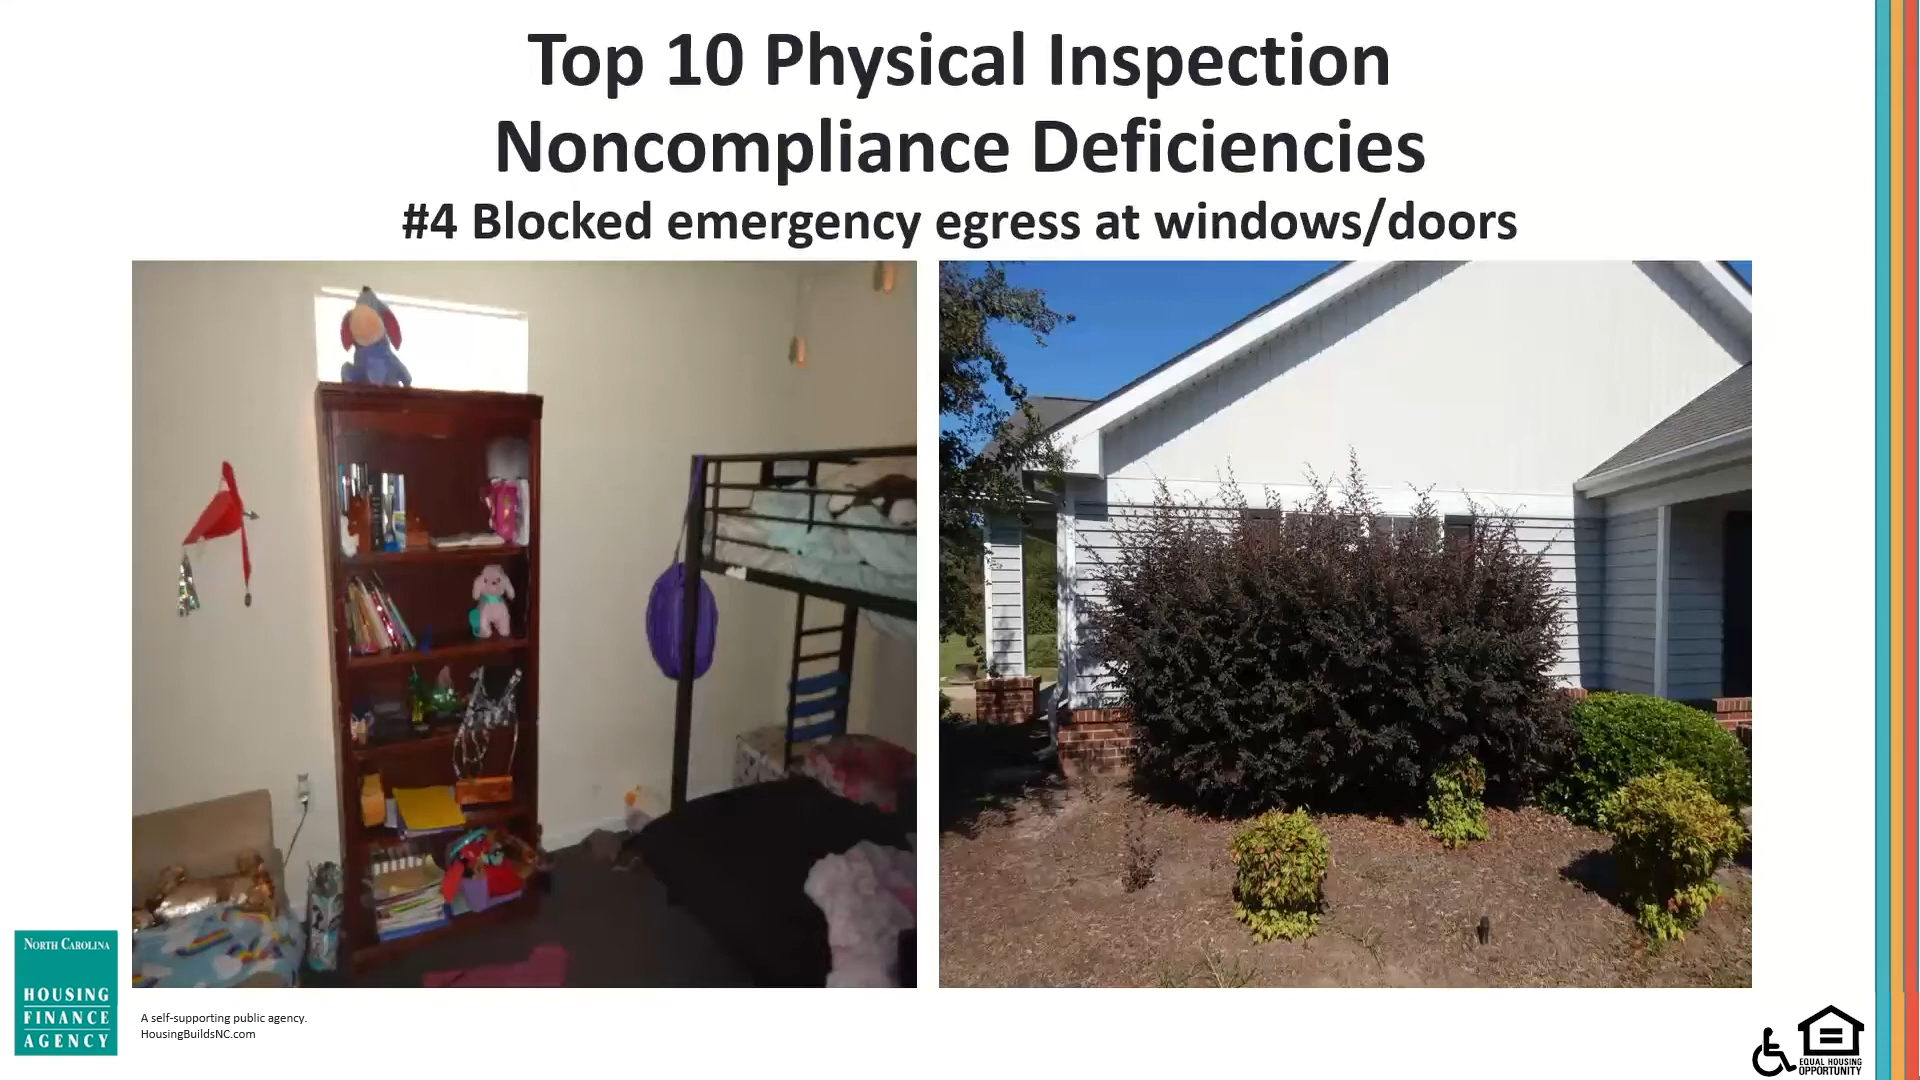 Top 10 Physical Inspection
Noncompliance Deficiencies
#4 Blocked emergency egress at windows/doors
NORTH CAROLINA
HOUSING
FINANCE
AGENCY
A self-supporting public agency.
HousingBuildsNC.com
EQUAL HOUSING
OPPORTUNITY